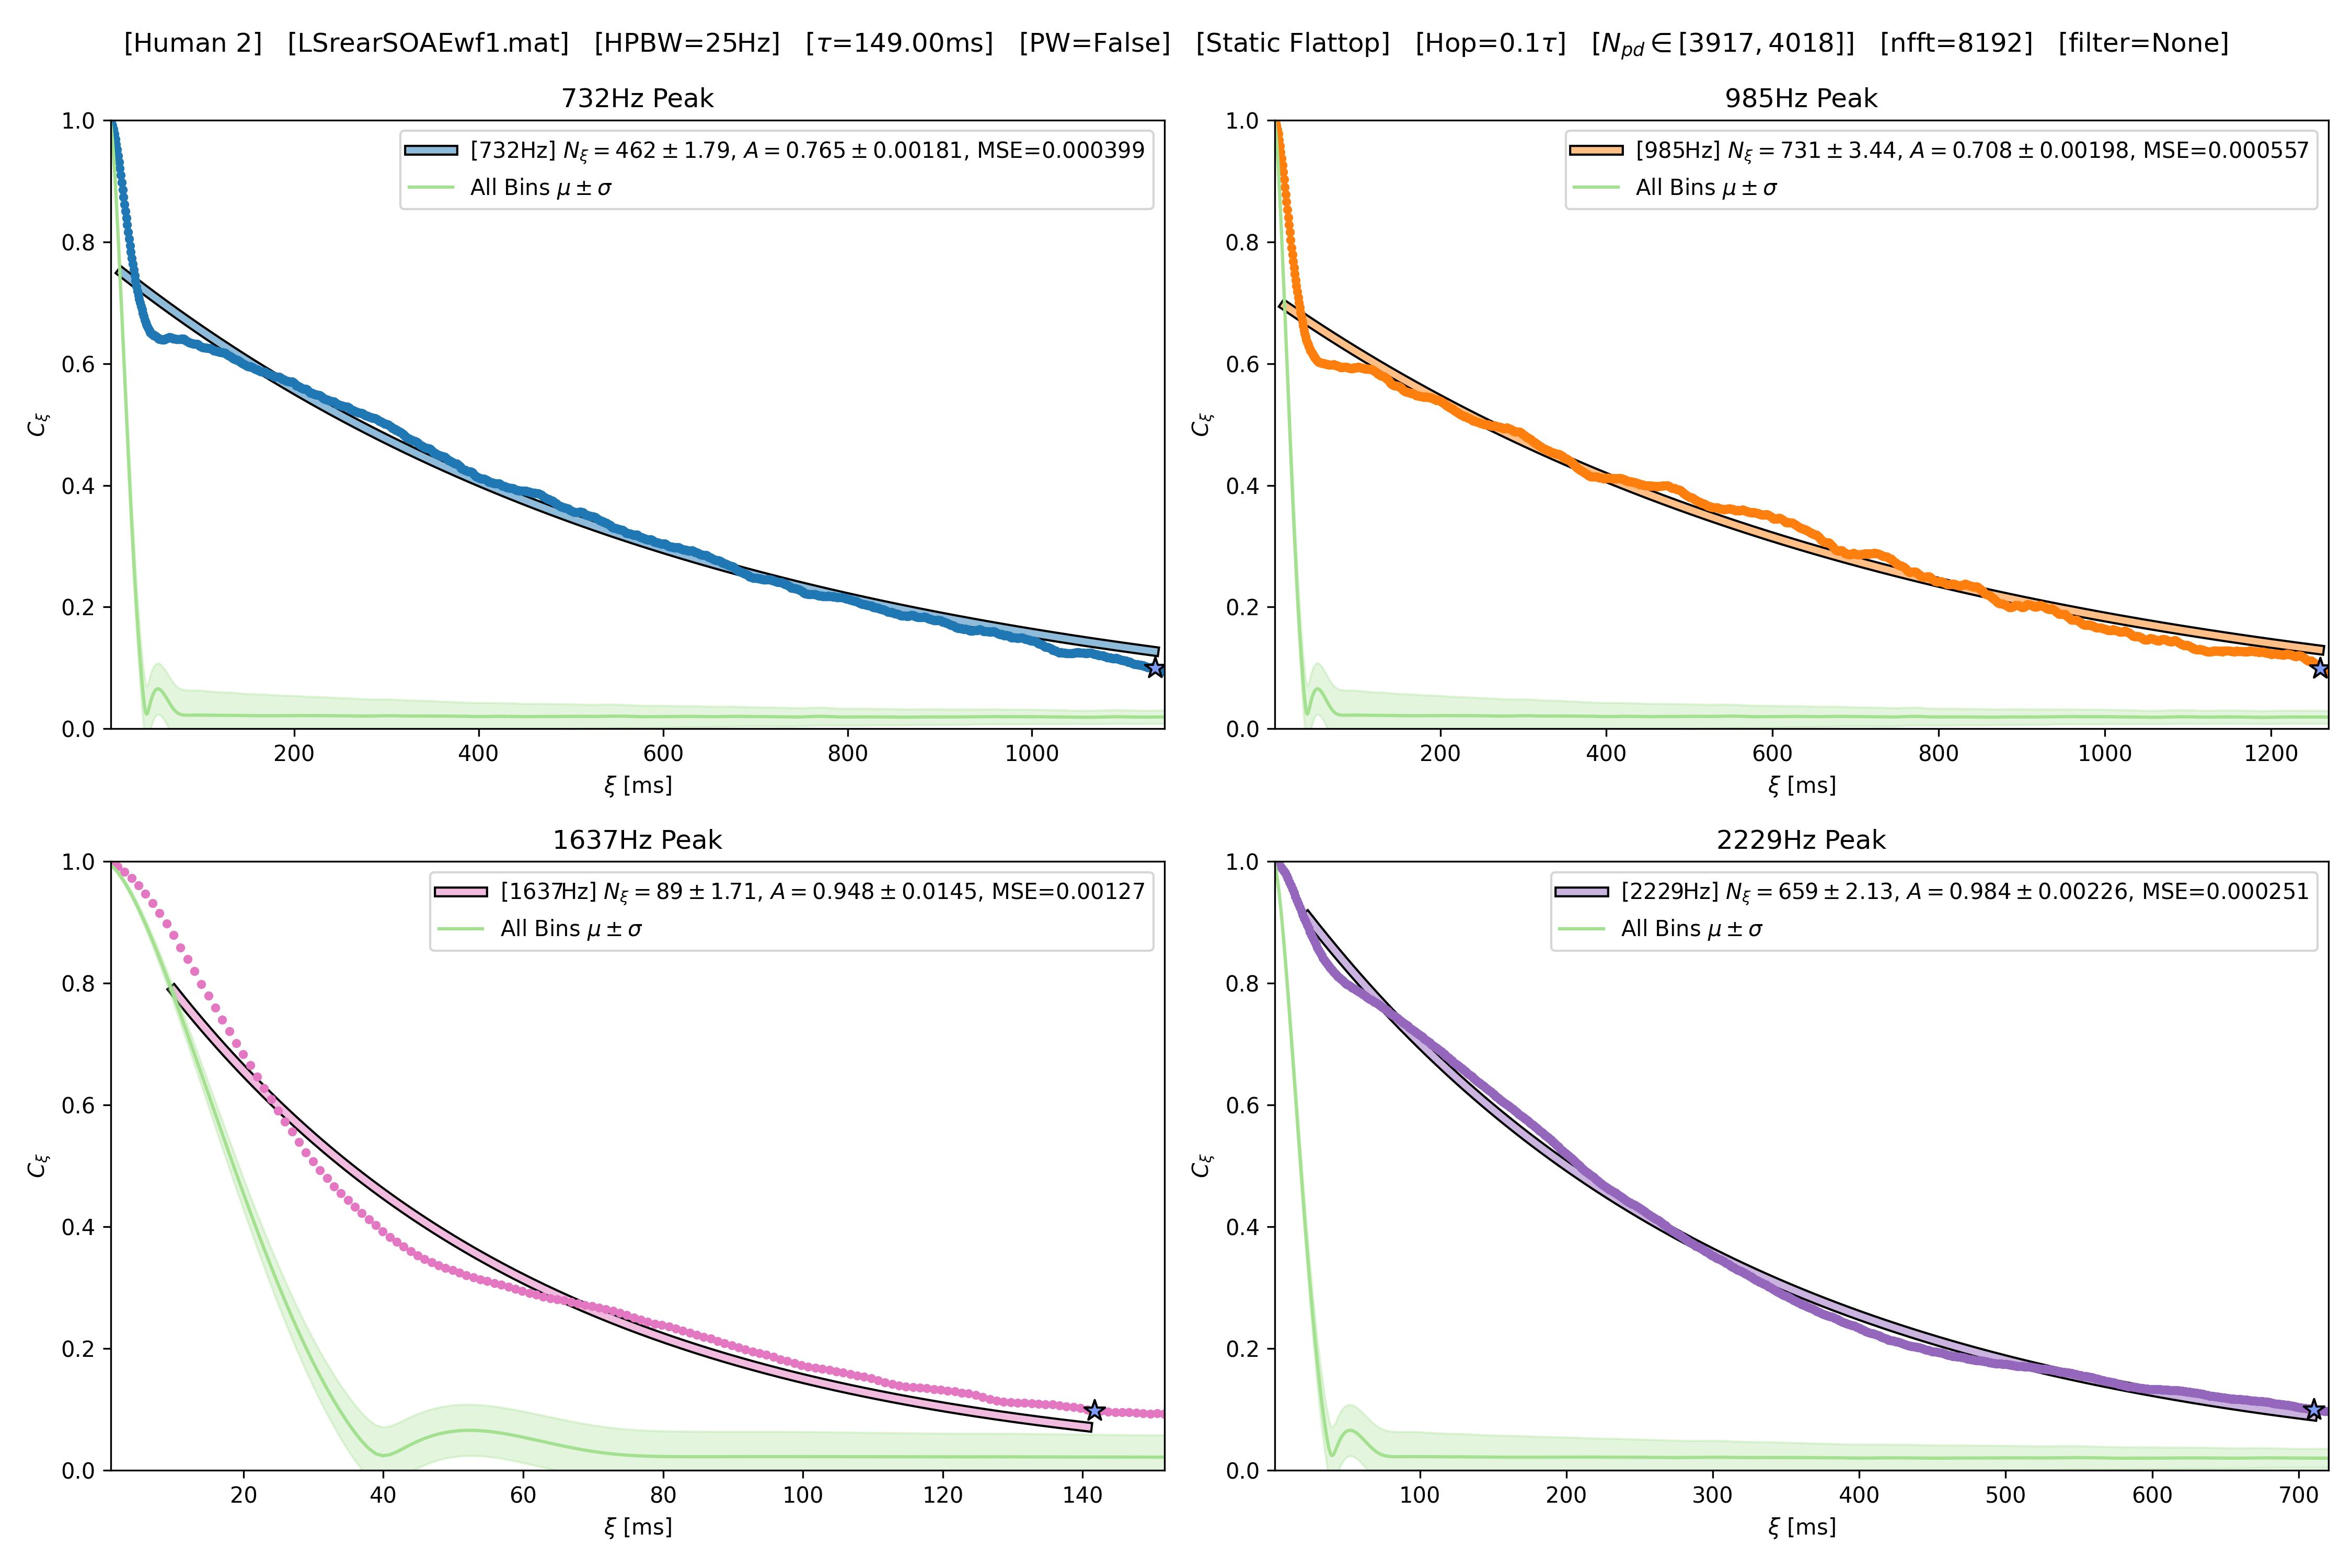 [Human 2] [LSrearSOAEwf1.mat] [HPBW=25Hz] [τ=149.00ms] [PW=False] [Static Flattop] [Hop=0.1τ] [N_pd ∈ [3917, 4018]] [nfft=8192] [filter=None]
732Hz Peak
[732Hz] N_ξ = 462 ± 1.79, A = 0.765 ± 0.00181, MSE=0.000399
All Bins μ ± σ
1.0
0.8
0.6
0.4
0.2
0.0
C_ξ
200 400 600 800 1000
ξ [ms]
985Hz Peak
[985Hz] N_ξ = 731 ± 3.44, A = 0.708 ± 0.00198, MSE=0.000557
All Bins μ ± σ
1.0
0.8
0.6
0.4
0.2
0.0
C_ξ
200 400 600 800 1000 1200
ξ [ms]
1637Hz Peak
[1637Hz] N_ξ = 89 ± 1.71, A = 0.948 ± 0.0145, MSE=0.00127
All Bins μ ± σ
1.0
0.8
0.6
0.4
0.2
0.0
C_ξ
20 40 60 80 100 120 140
ξ [ms]
2229Hz Peak
[2229Hz] N_ξ = 659 ± 2.13, A = 0.984 ± 0.00226, MSE=0.000251
All Bins μ ± σ
1.0
0.8
0.6
0.4
0.2
0.0
C_ξ
100 200 300 400 500 600 700
ξ [ms]